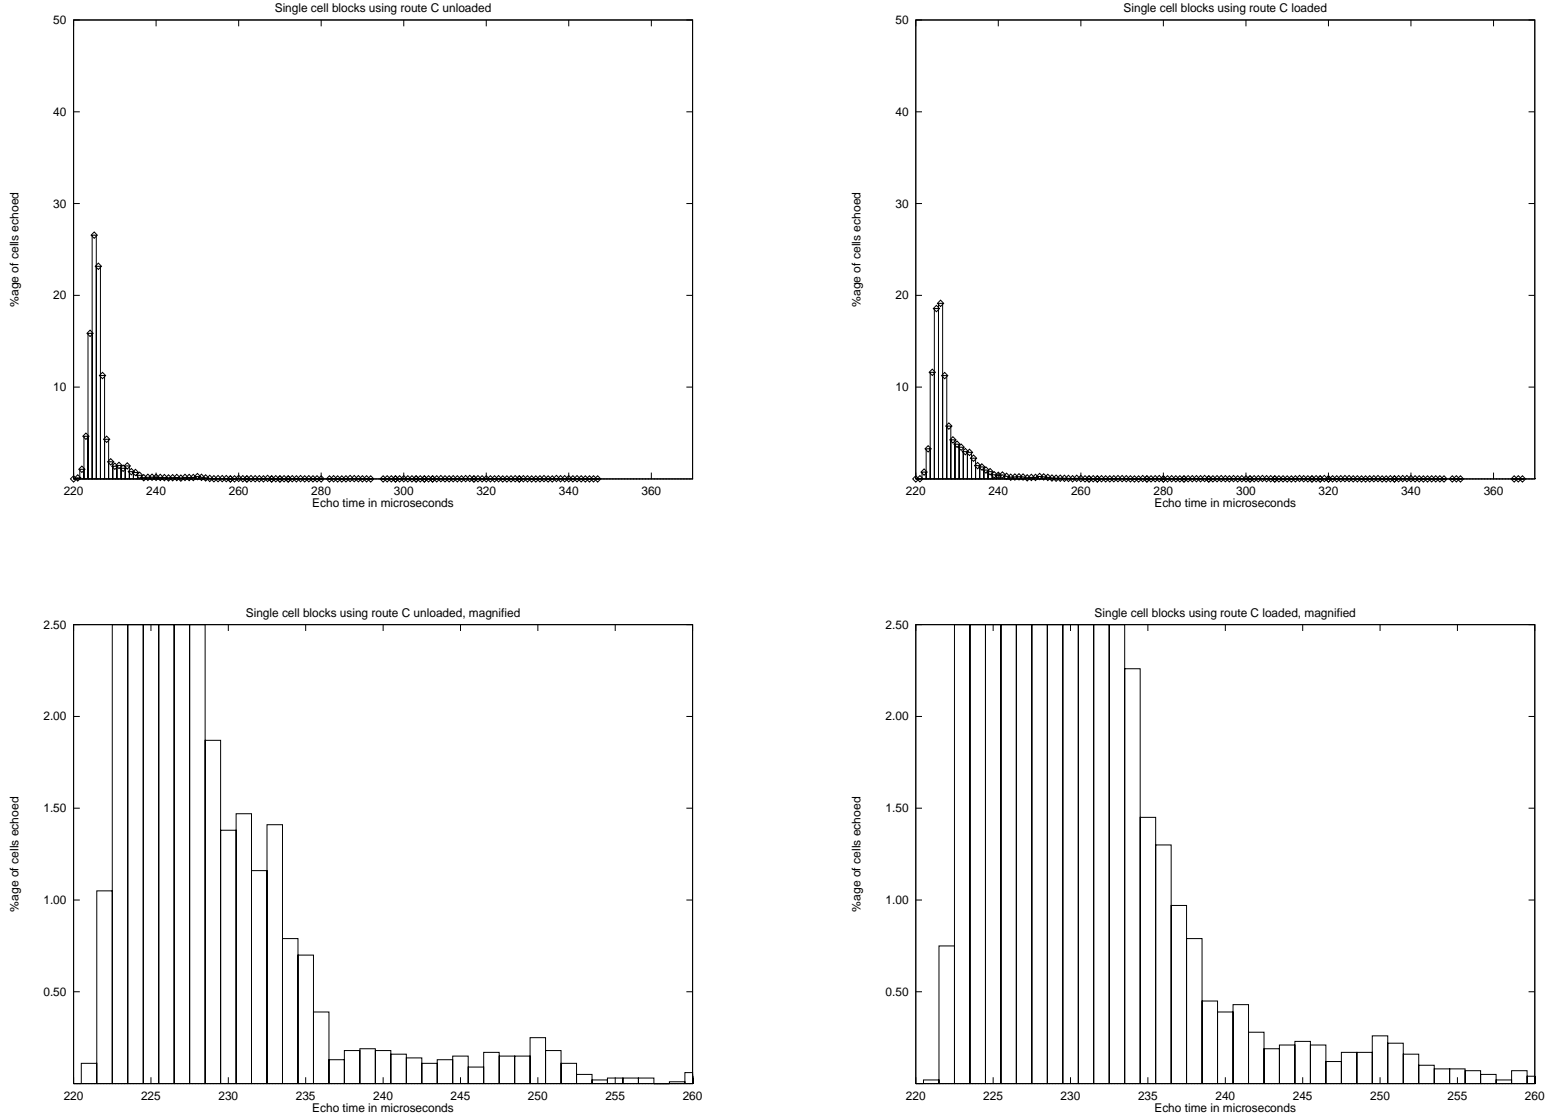 Single cell blocks using route C unloaded
50
40
30
20
10
%age of cells echoed
220 240 260 280 300 320 340 360
Echo time in microseconds
Single cell blocks using route C loaded
50
40
30
20
10
%age of cells echoed
220 240 260 280 300 320 340 360
Echo time in microseconds
Single cell blocks using route C unloaded, magnified
2.50
2.00
1.50
1.00
0.50
%age of cells echoed
220 225 230 235 240 245 250 255 260
Echo time in microseconds
Single cell blocks using route C loaded, magnified
2.50
2.00
1.50
1.00
0.50
%age of cells echoed
220 225 230 235 240 245 250 255 260
Echo time in microseconds